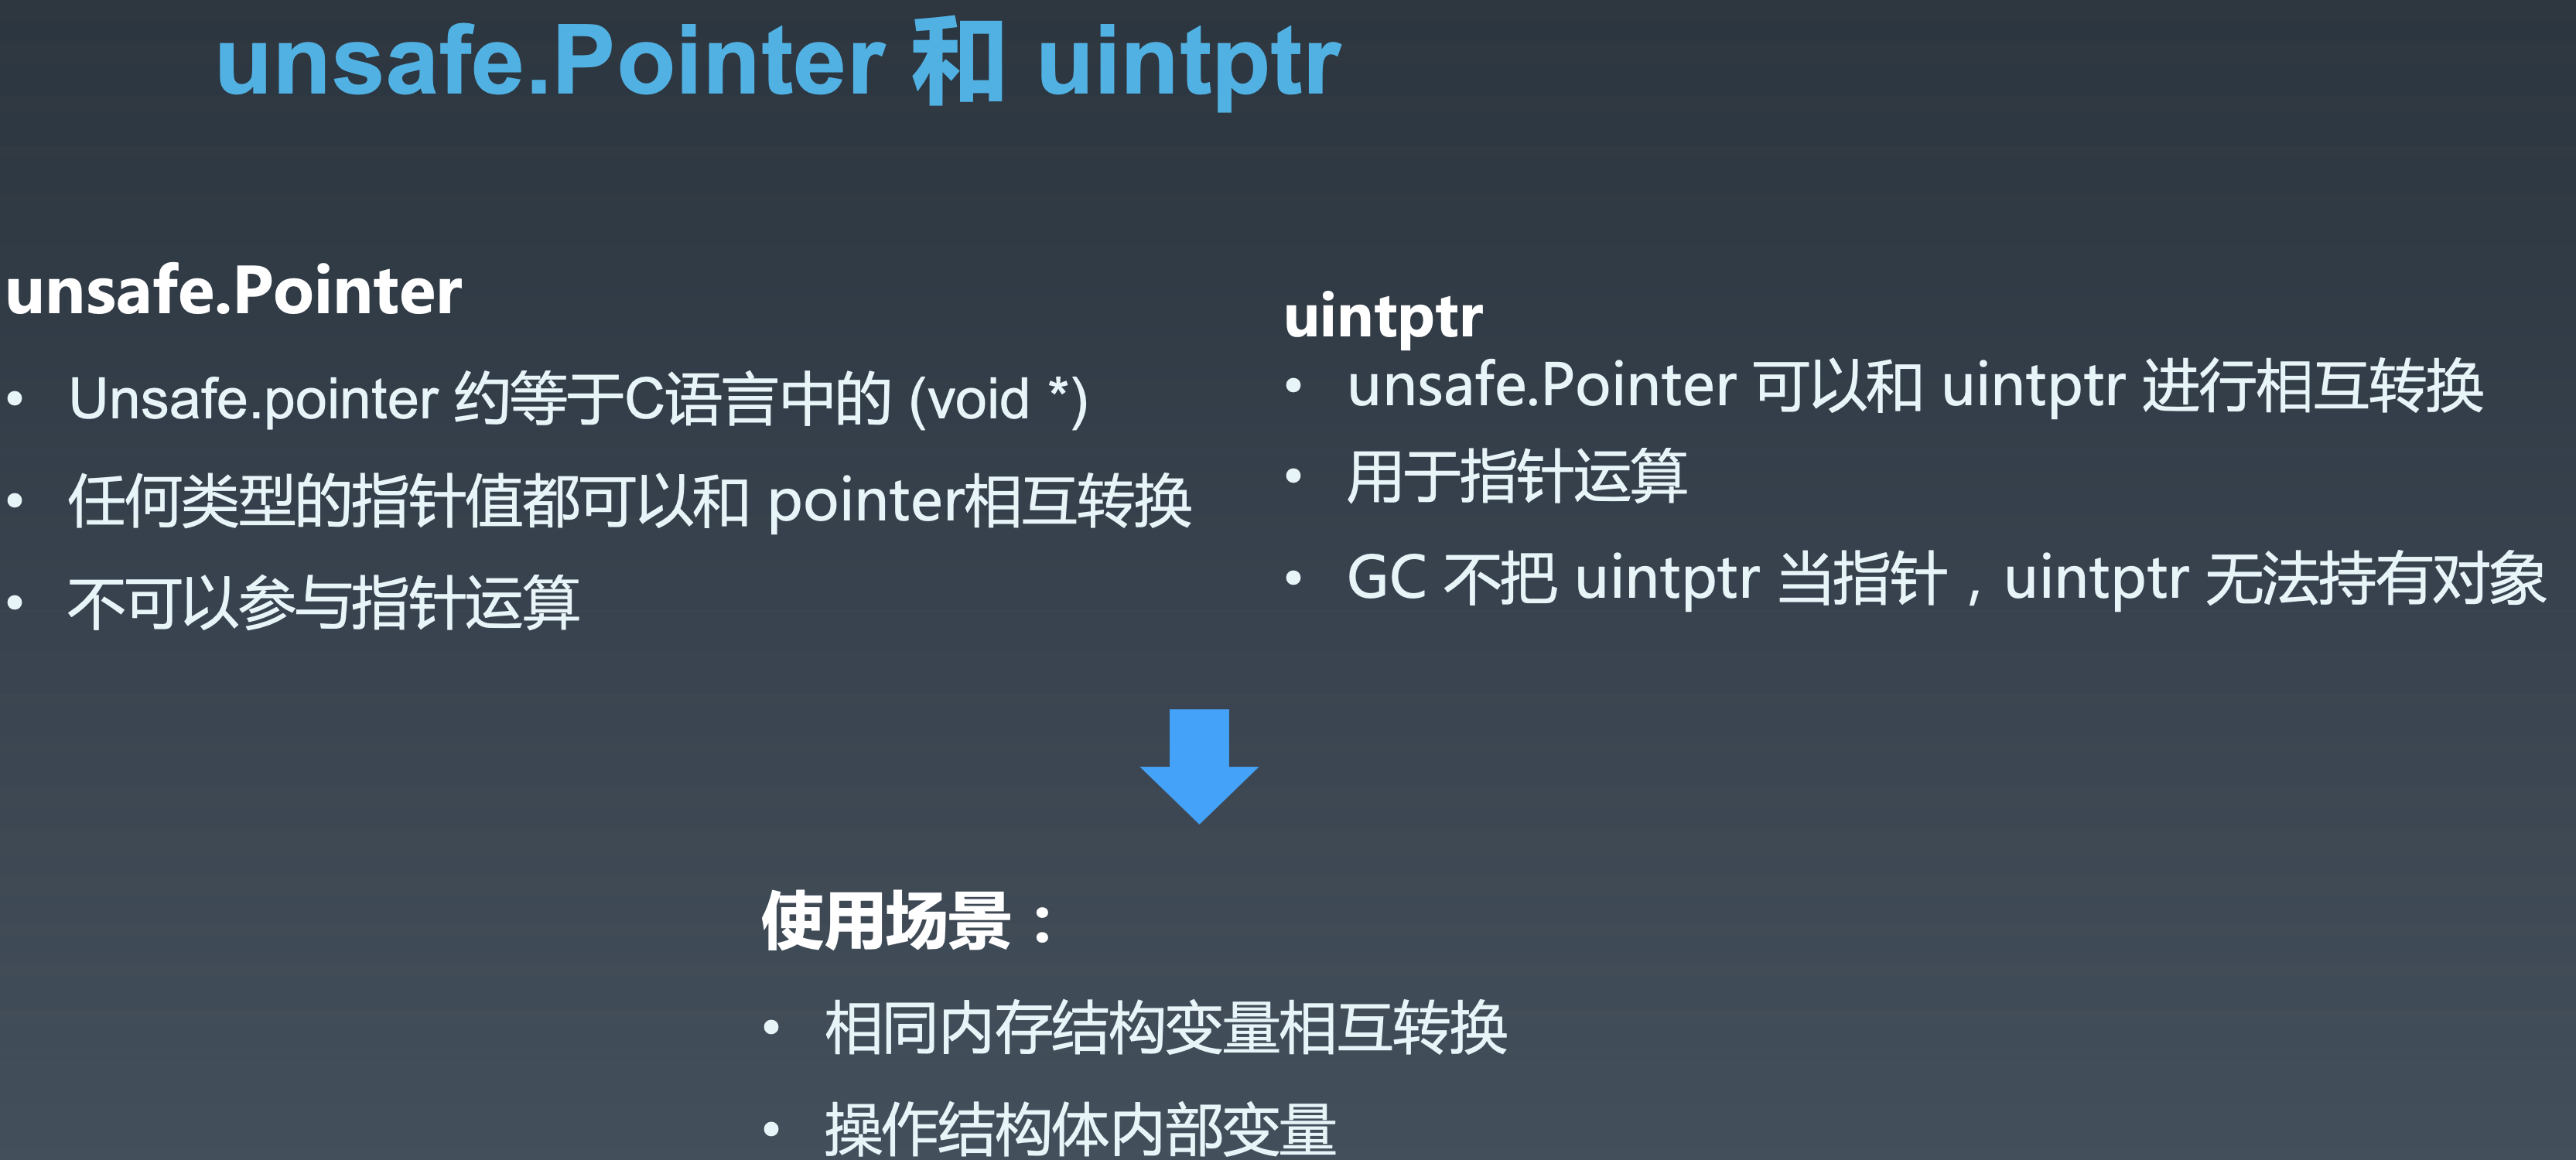 unsafe.Pointer 和 uintptr
unsafe.Pointer
• Unsafe.pointer 约等于C语言中的 (void *)
• 任何类型的指针值都可以和 pointer相互转换
• 不可以参与指针运算
uintptr
• unsafe.Pointer 可以和 uintptr 进行相互转换
• 用于指针运算
• GC 不把 uintptr 当指针，uintptr 无法持有对象
使用场景：
• 相同内存结构变量相互转换
• 操作结构体内部变量